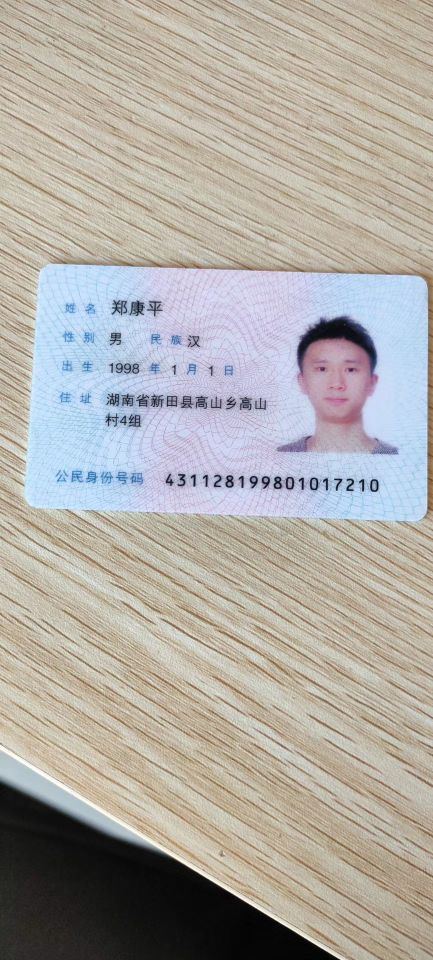 姓名 郑康平
性别 男 民族 汉
出生 1998 年 1 月 1 日
住址 湖南省新田县高山乡高山
村4组
公民身份号码 431128199801017210